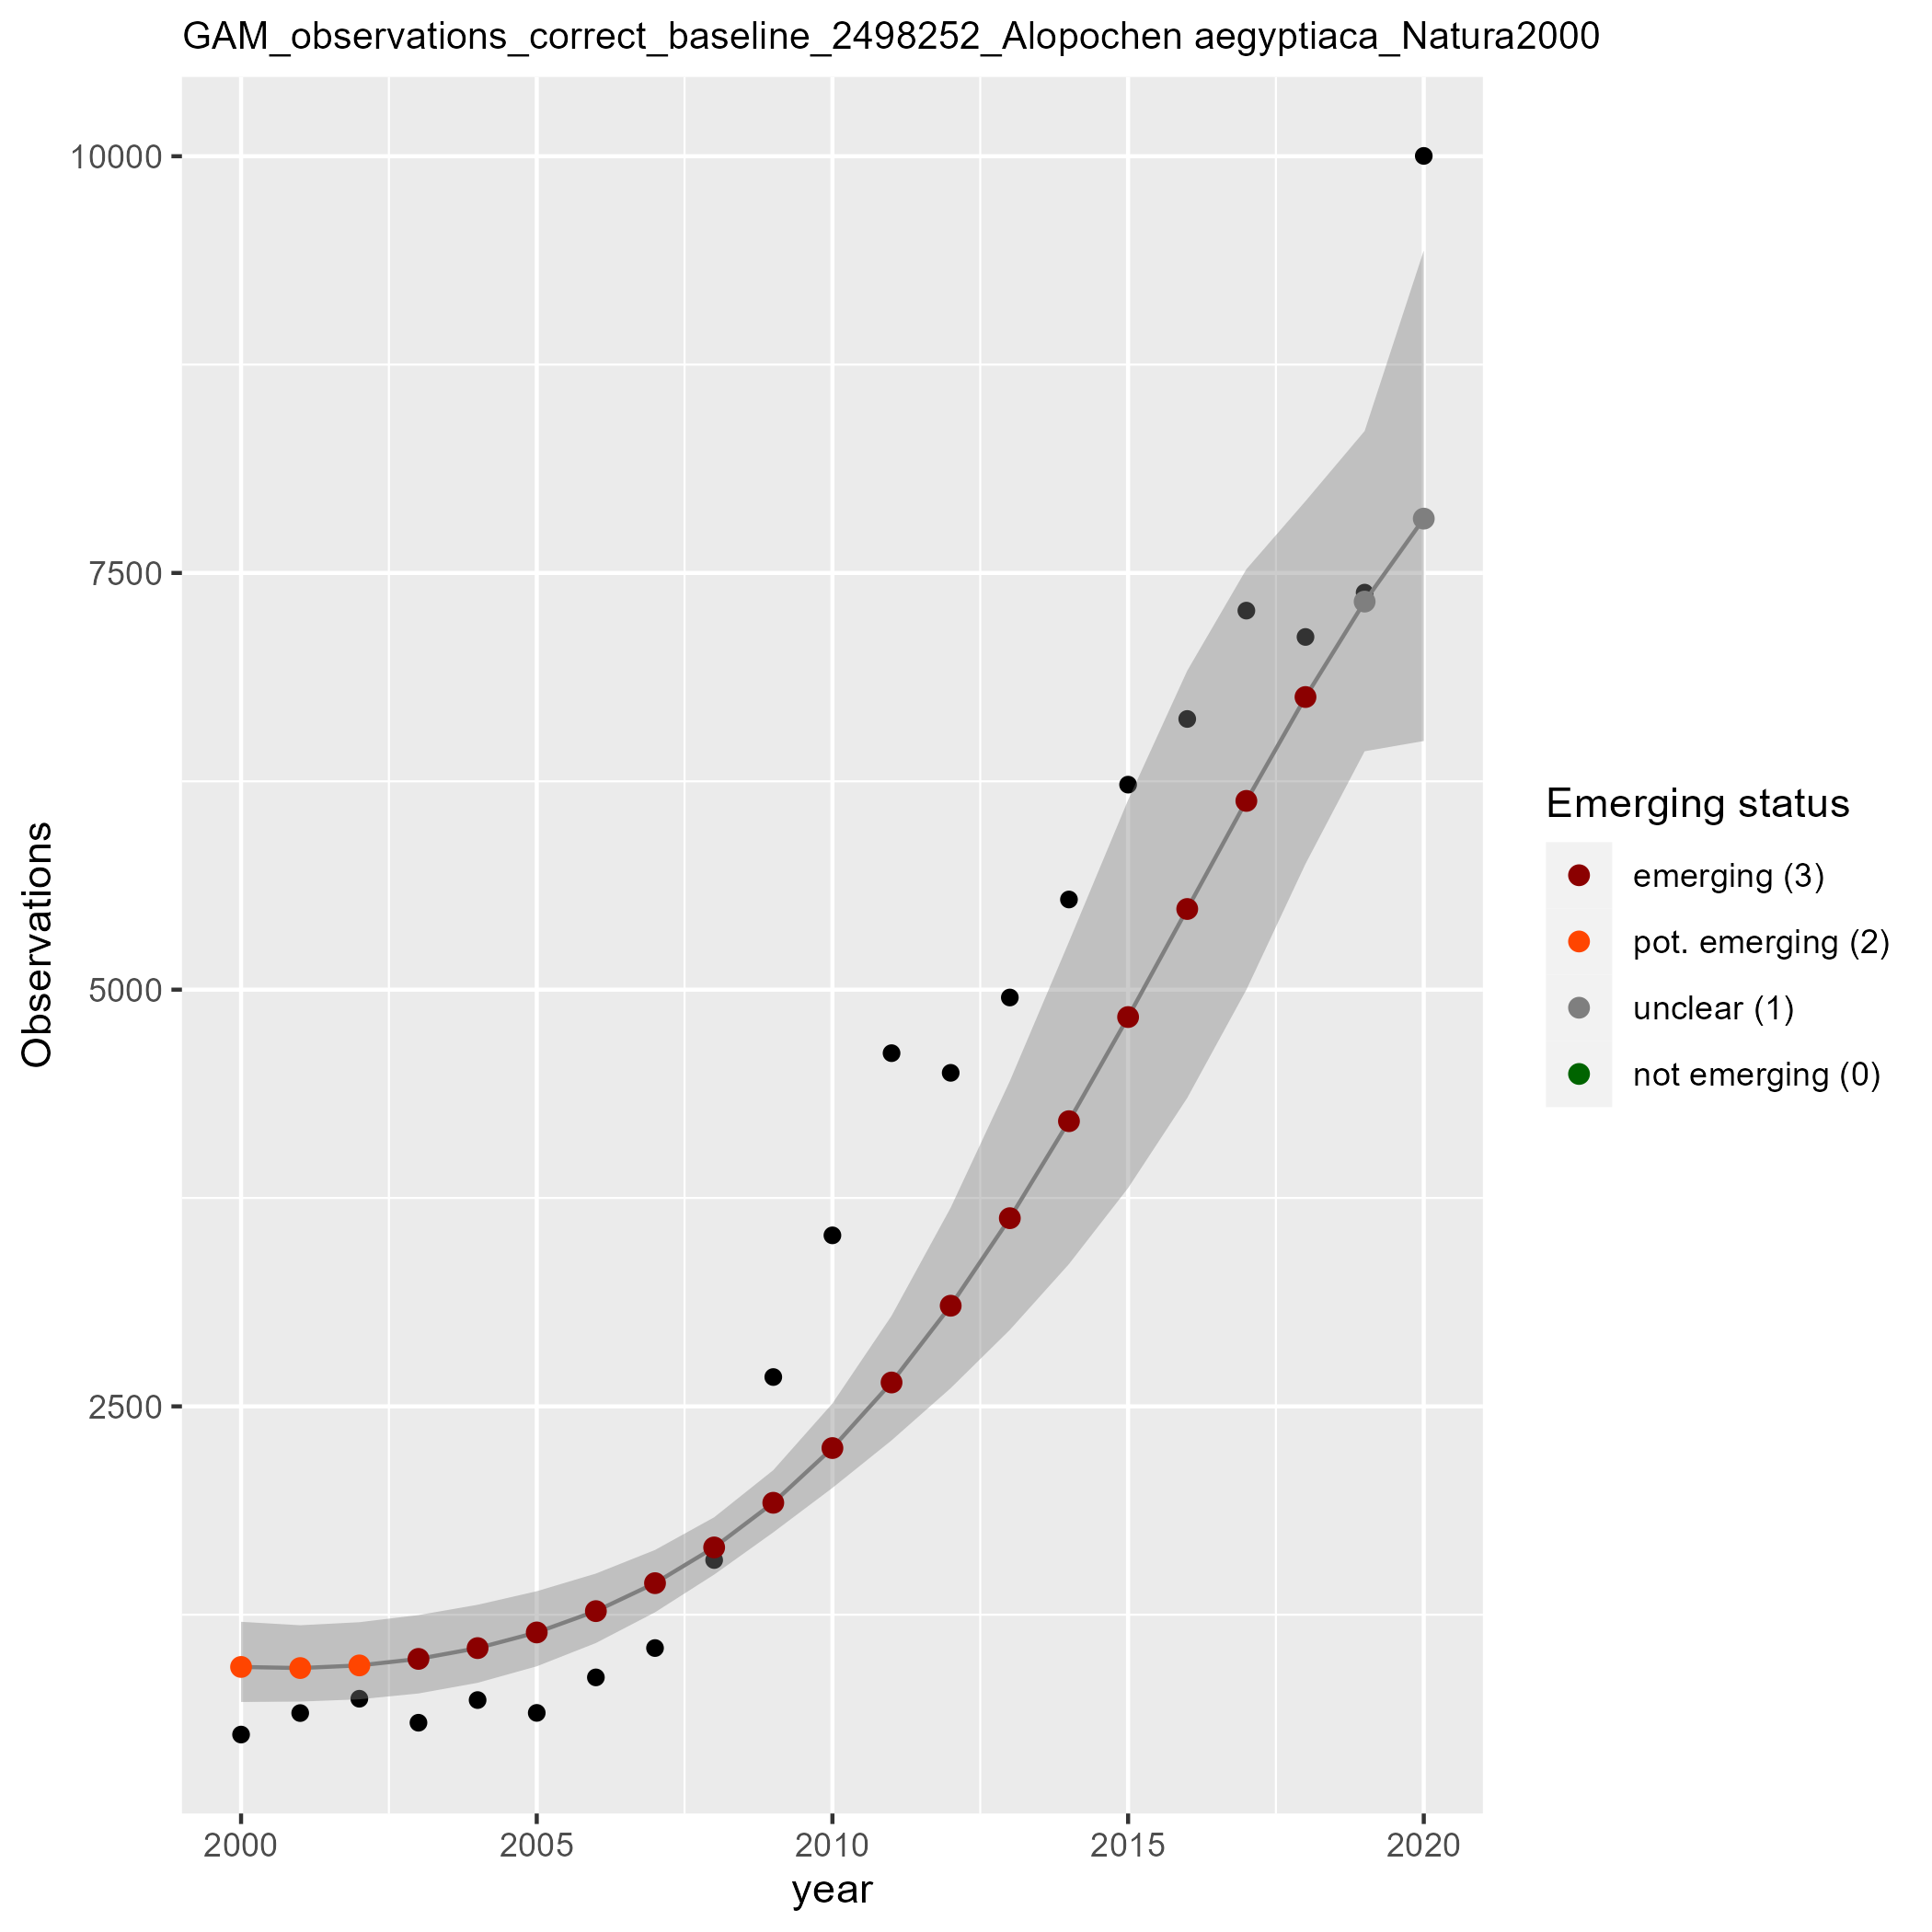 GAM_observations_correct_baseline_2498252_Alopochen aegyptiaca_Natura2000
10000
7500
5000
2500
Observations
2000 2005 2010 2015 2020
year
Emerging status
emerging (3)
pot. emerging (2)
unclear (1)
not emerging (0)